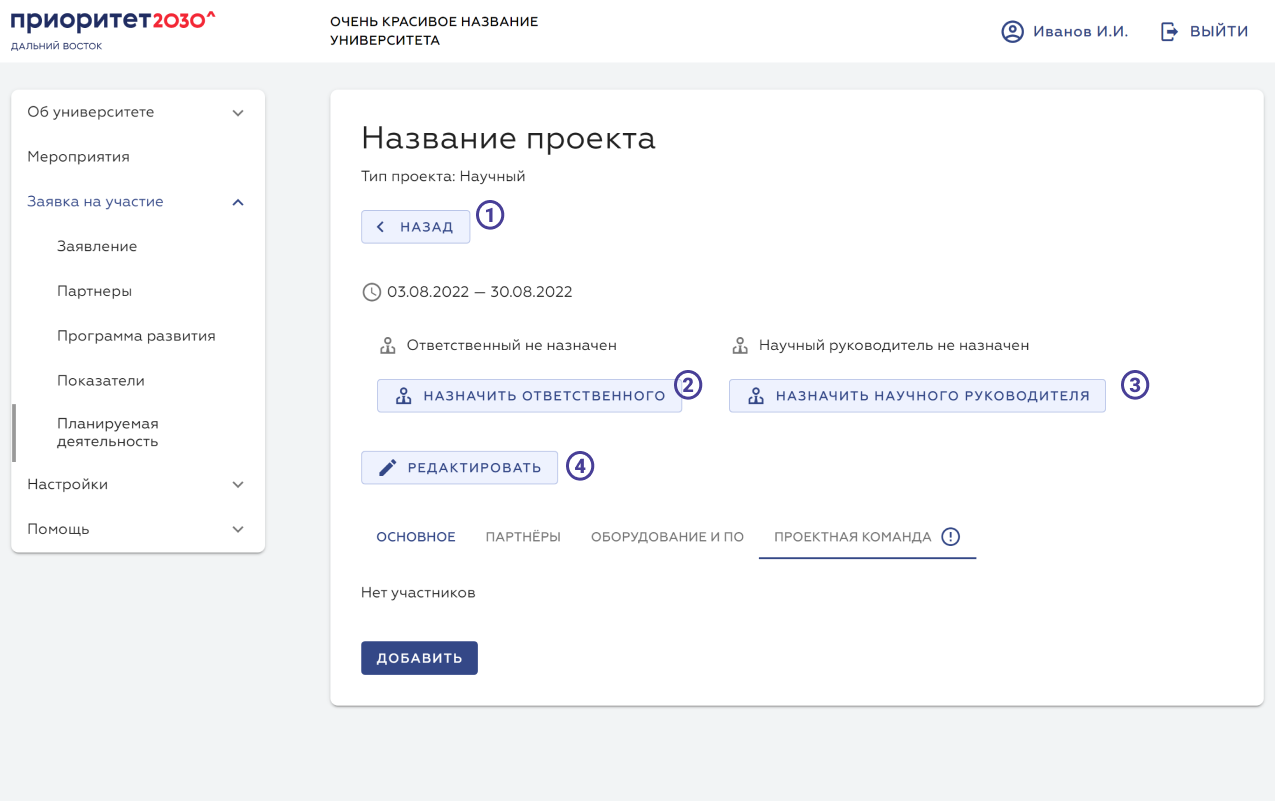 приоритет2030^
ДАЛЬНИЙ ВОСТОК
ОЧЕНЬ КРАСИВОЕ НАЗВАНИЕ
УНИВЕРСИТЕТА
Иванов И.И.
ВЫЙТИ
Об университете
Мероприятия
Заявка на участие
Заявление
Партнеры
Программа развития
Показатели
Планируемая
деятельность
Настройки
Помощь
Название проекта
Тип проекта: Научный
НАЗАД
1
03.08.2022 — 30.08.2022
Ответственный не назначен
Научный руководитель не назначен
НАЗНАЧИТЬ ОТВЕТСТВЕННОГО
2
НАЗНАЧИТЬ НАУЧНОГО РУКОВОДИТЕЛЯ
3
РЕДАКТИРОВАТЬ
4
ОСНОВНОЕ
ПАРТНЁРЫ
ОБОРУДОВАНИЕ И ПО
ПРОЕКТНАЯ КОМАНДА
Нет участников
ДОБАВИТЬ